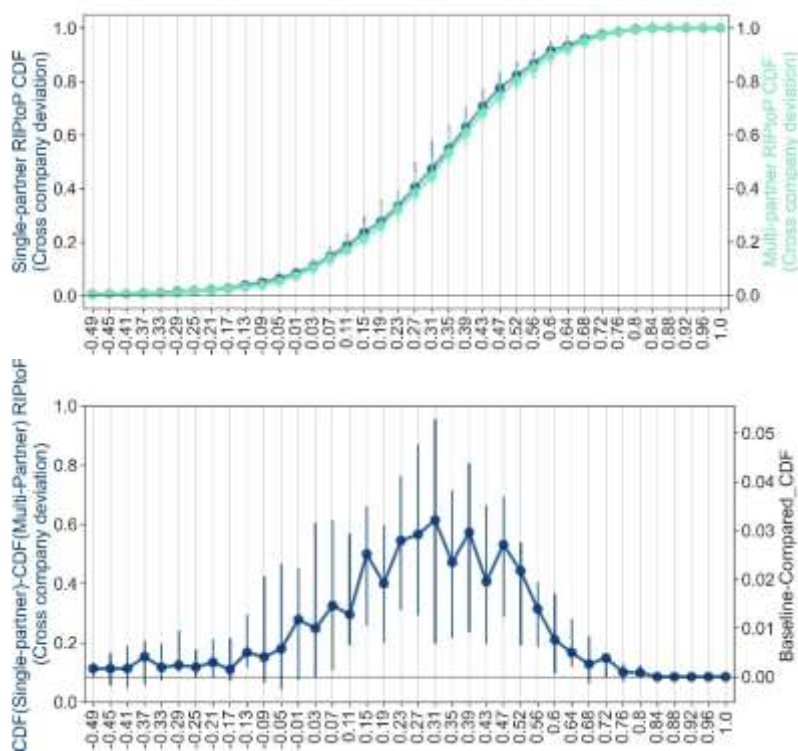 Single-partner RIPtoP CDF
(Cross company deviation)
1.0
0.8
0.6
0.4
0.2
0.0
1.0
0.8
0.6
0.4
0.2
0.0
Multi-partner RIPtoP CDF
(Cross company deviation)
-0.49 -0.45 -0.41 -0.37 -0.33 -0.29 -0.25 -0.21 -0.17 -0.13 -0.09 -0.05 -0.01 0.03 0.07 0.11 0.15 0.19 0.23 0.27 0.31 0.35 0.39 0.43 0.47 0.52 0.56 0.6 0.64 0.68 0.72 0.76 0.8 0.84 0.88 0.92 0.96 1.0
CDF(Single-partner)-CDF(Multi-Partner) RIPtoF
(Cross company deviation)
1.0
0.8
0.6
0.4
0.2
0.0
0.05
0.04
0.03
0.02
0.01
0.00
Baseline-Compared_CDF
-0.49 -0.45 -0.41 -0.37 -0.33 -0.29 -0.25 -0.21 -0.17 -0.13 -0.09 -0.05 -0.01 0.03 0.07 0.11 0.15 0.19 0.23 0.27 0.31 0.35 0.39 0.43 0.47 0.52 0.56 0.6 0.64 0.68 0.72 0.76 0.8 0.84 0.88 0.92 0.96 1.0